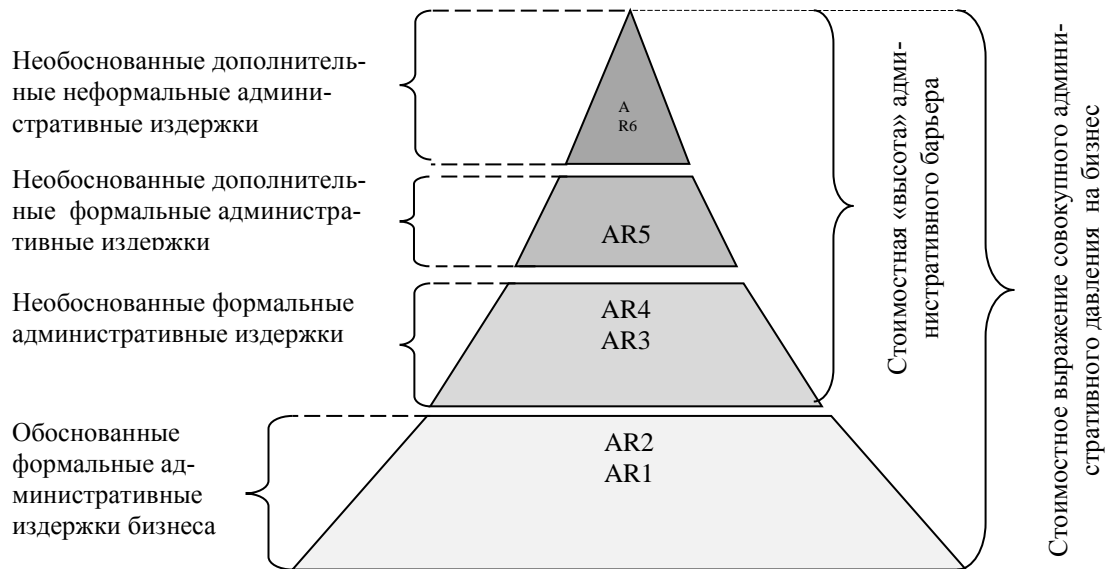 Необоснованные дополнитель-
ные неформальные админи-
стративные издержки
A
R6
Необоснованные дополнитель-
ные формальные администра-
тивные издержки
AR5
Необоснованные формальные
административные издержки
AR4
AR3
Обоснованные
формальные ад-
министративные
издержки бизнеса
AR2
AR1
Стоимостная «высота» адми-
нистративного барьера
Стоимостное выражение совокупного админи-
стративного давления на бизнес